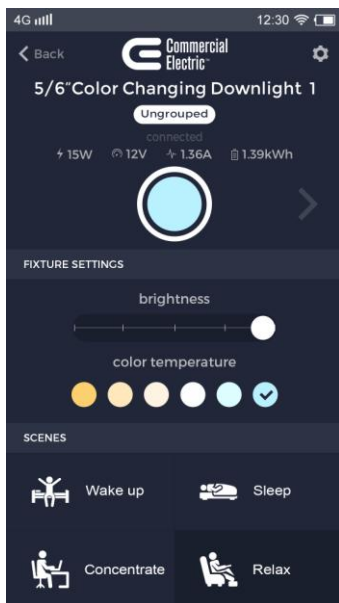 4G 12:30
Back Commercial Electric
5/6"Color Changing Downlight 1
Ungrouped
connected
15W 12V 1.36A 1.39kWh
FIXTURE SETTINGS
brightness
color temperature
SCENES
Wake up Sleep
Concentrate Relax